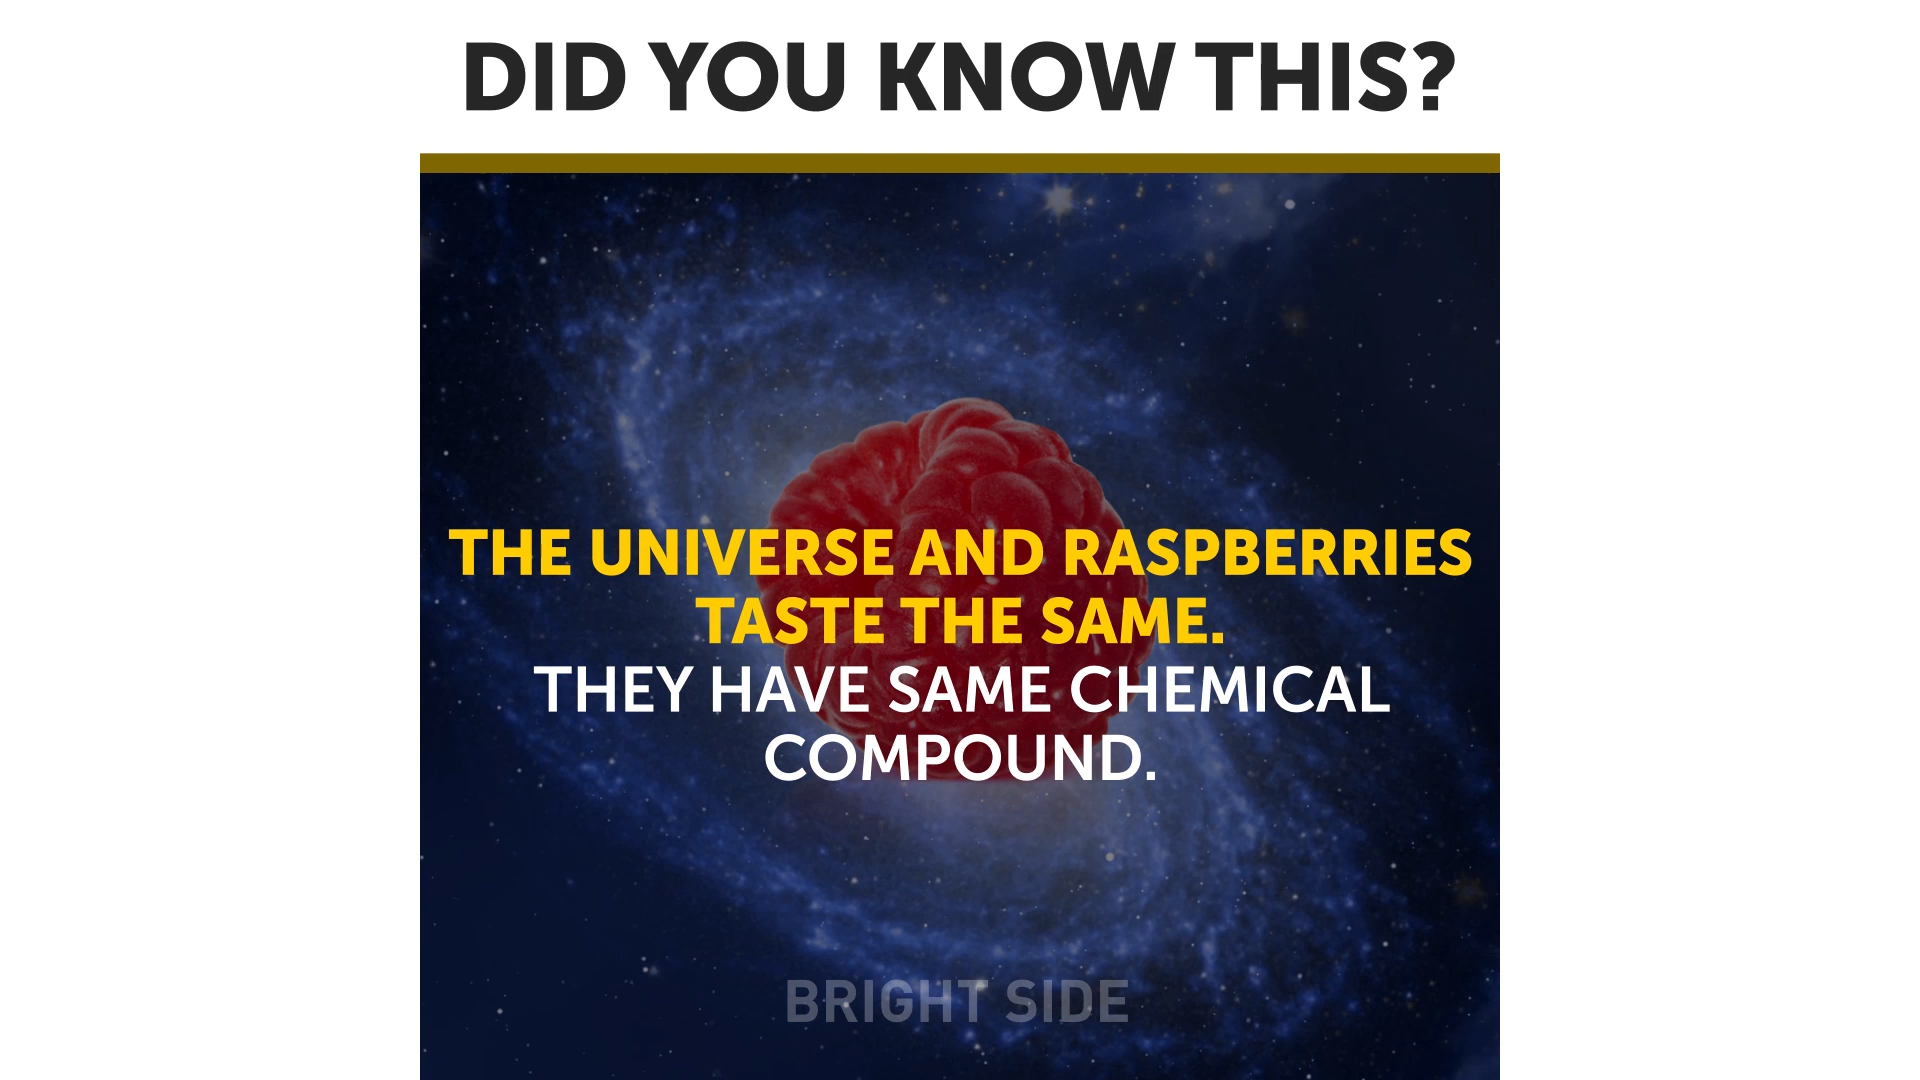 DID YOU KNOW THIS?
THE UNIVERSE AND RASPBERRIES
TASTE THE SAME.
THEY HAVE SAME CHEMICAL
COMPOUND.
BRIGHT SIDE